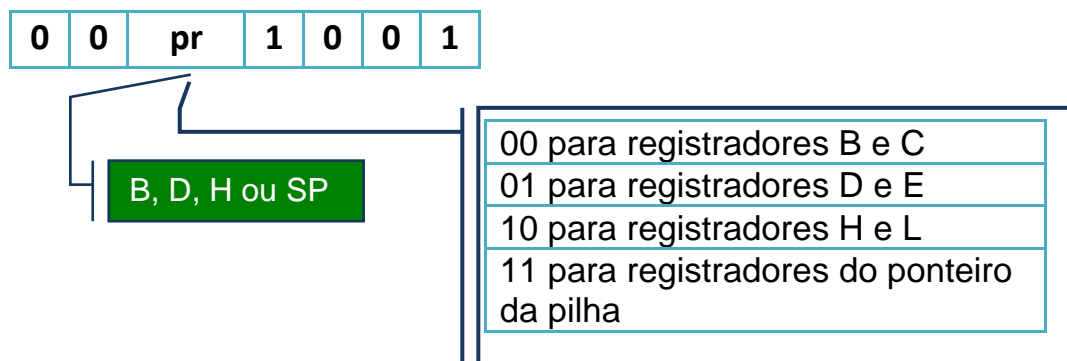 0 0 pr 1 0 0 1
B, D, H ou SP
00 para registradores B e C
01 para registradores D e E
10 para registradores H e L
11 para registradores do ponteiro
da pilha